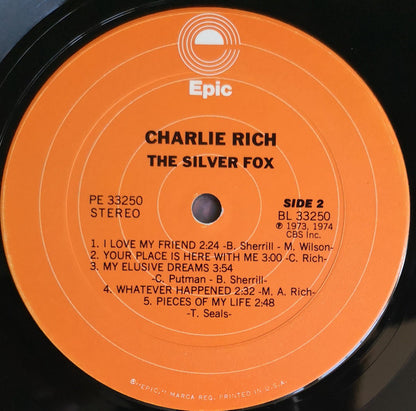 Epic
CHARLIE RICH
THE SILVER FOX
PE 33250
STEREO
SIDE 2
BL 33250
Ⓟ 1973, 1974
CBS Inc.
1. I LOVE MY FRIEND 2:24 -B. Sherrill - M. Wilson-
2. YOUR PLACE IS HERE WITH ME 3:00 -C. Rich-
3. MY ELUSIVE DREAMS 3:54
-C. Putman - B. Sherrill-
4. WHATEVER HAPPENED 2:32 -M. A. Rich-
5. PIECES OF MY LIFE 2:48
-T. Seals-
®"EPIC," MARCA REG. PRINTED IN U.S.A.